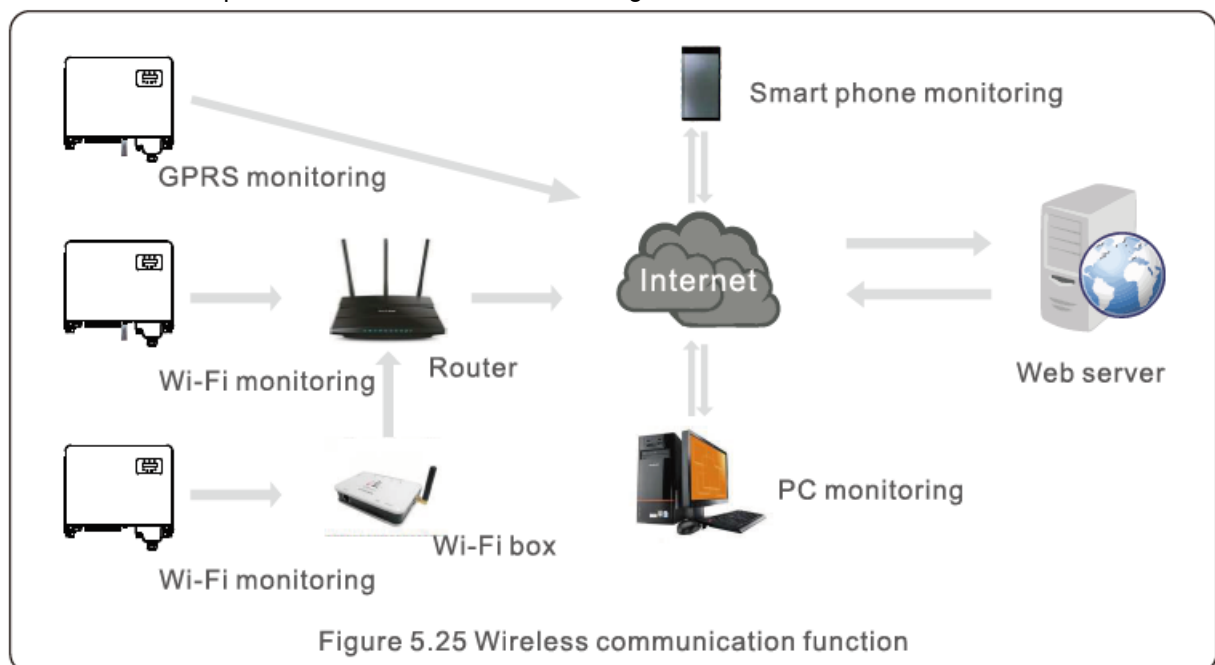 GPRS monitoring
Smart phone monitoring
Internet
Wi-Fi monitoring
Router
Web server
Wi-Fi monitoring
Wi-Fi box
PC monitoring
Figure 5.25 Wireless communication function